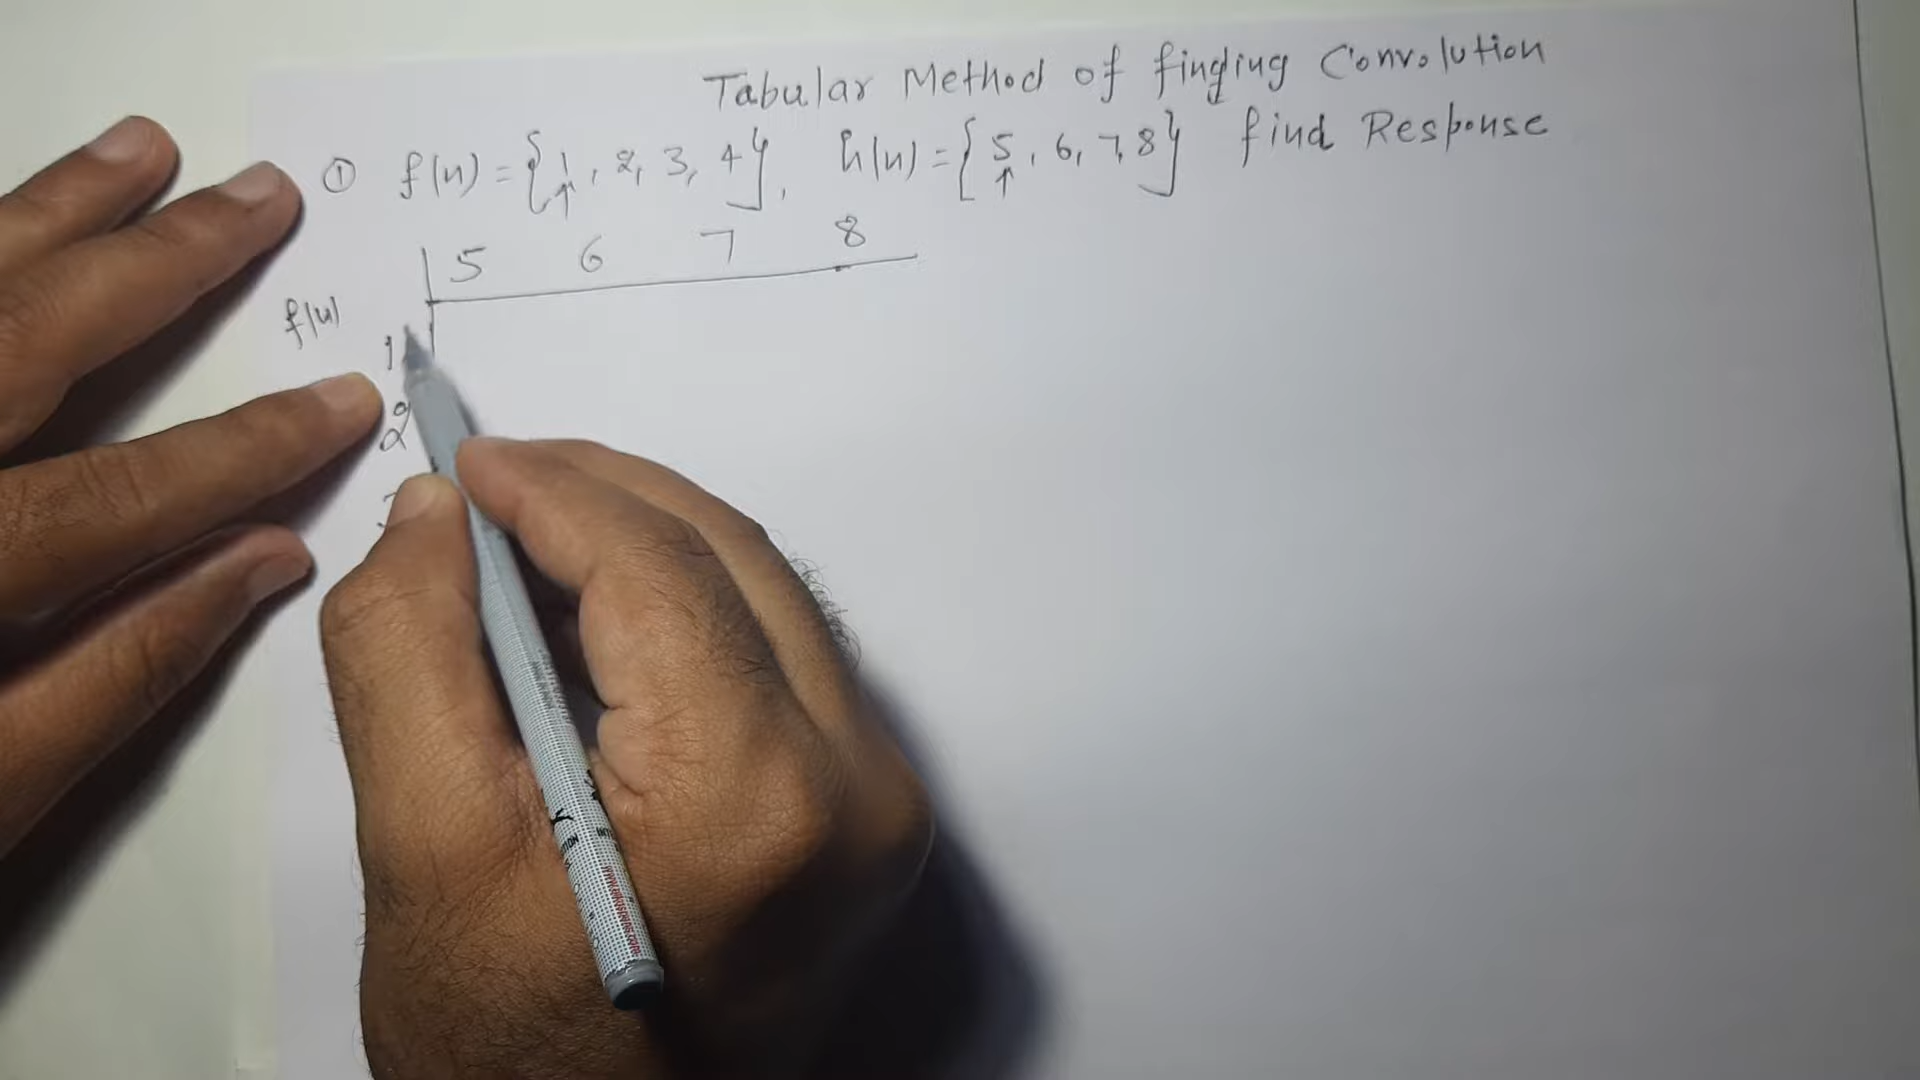 Tabular Method of finding Convolution
① f(n) = {1, 2, 3, 4}, h(n) = {5, 6, 7, 8} find Response
↑ ↑
5 6 7 8
f(n)
1
2